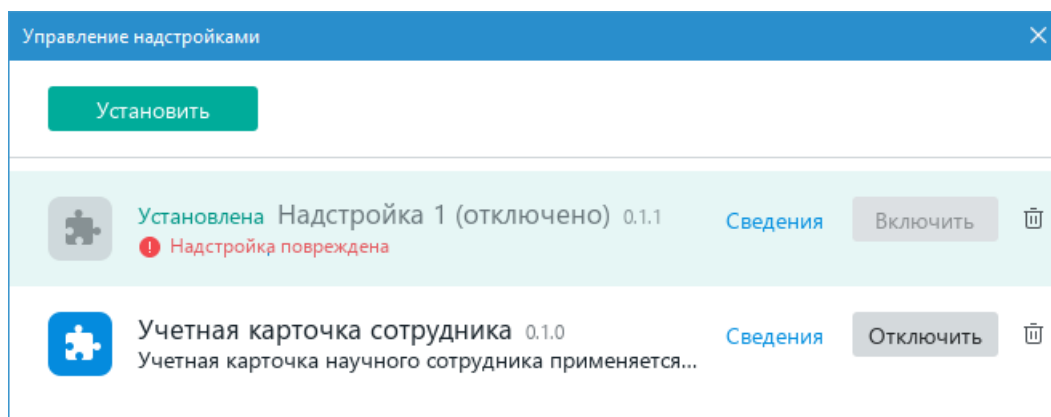 Управление надстройками
Установить
Установлена Надстройка 1 (отключено) 0.1.1 Сведения Включить
Надстройка повреждена
Учетная карточка сотрудника 0.1.0 Сведения Отключить
Учетная карточка научного сотрудника применяется...